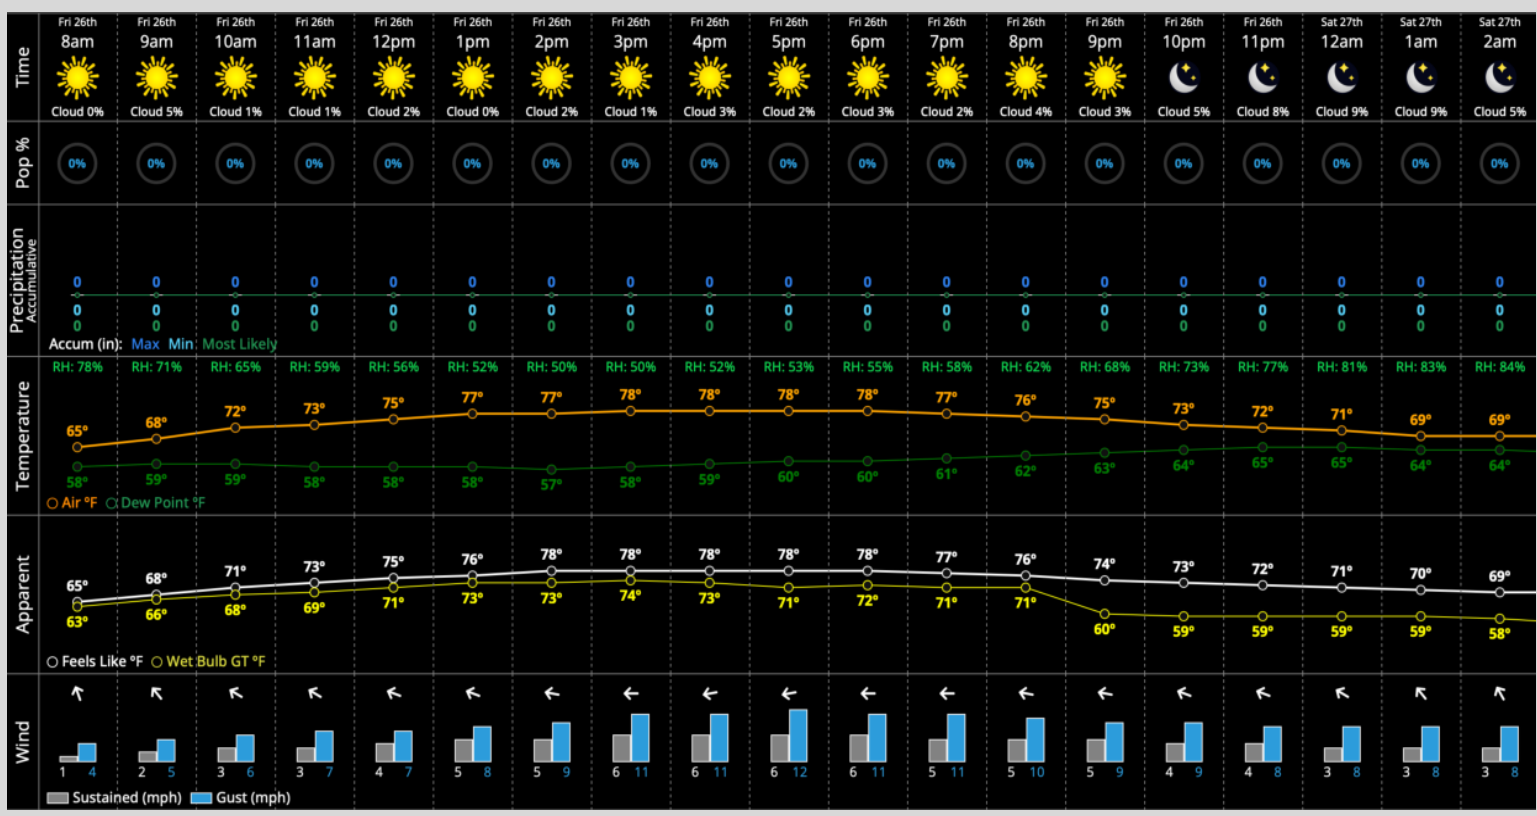 Fri 26th Fri 26th Fri 26th Fri 26th Fri 26th Fri 26th Fri 26th Fri 26th Fri 26th Fri 26th Fri 26th Fri 26th Fri 26th Fri 26th Fri 26th Fri 26th Sat 27th Sat 27th Sat 27th
8am 9am 10am 11am 12pm 1pm 2pm 3pm 4pm 5pm 6pm 7pm 8pm 9pm 10pm 11pm 12am 1am 2am
Time
Cloud 0% Cloud 5% Cloud 1% Cloud 1% Cloud 2% Cloud 0% Cloud 2% Cloud 1% Cloud 3% Cloud 2% Cloud 3% Cloud 2% Cloud 4% Cloud 3% Cloud 5% Cloud 8% Cloud 9% Cloud 9% Cloud 5%
Pop %
0% 0% 0% 0% 0% 0% 0% 0% 0% 0% 0% 0% 0% 0% 0% 0% 0% 0% 0%
Precipitation
Accumulative
0 0 0 0 0 0 0 0 0 0 0 0 0 0 0 0 0 0 0
0 0 0 0 0 0 0 0 0 0 0 0 0 0 0 0 0 0 0
0 0 0 0 0 0 0 0 0 0 0 0 0 0 0 0 0 0 0
Accum (in): Max Min Most Likely
Temperature
RH: 78% RH: 71% RH: 65% RH: 59% RH: 56% RH: 52% RH: 50% RH: 50% RH: 52% RH: 53% RH: 55% RH: 58% RH: 62% RH: 68% RH: 73% RH: 77% RH: 81% RH: 83% RH: 84%
65° 68° 72° 73° 75° 77° 77° 78° 78° 78° 78° 77° 76° 75° 73° 72° 71° 69° 69°
58° 59° 59° 58° 58° 58° 57° 58° 59° 60° 60° 61° 62° 63° 64° 65° 65° 64° 64°
Air °F Dew Point °F
Apparent
65° 68° 71° 73° 75° 76° 78° 78° 78° 78° 78° 77° 76° 74° 73° 72° 71° 70° 69°
63° 66° 68° 69° 71° 73° 73° 74° 73° 71° 72° 71° 71° 60° 59° 59° 59° 59° 58°
Feels Like °F Wet Bulb GT °F
Wind
1 4 2 5 3 6 3 7 4 7 5 8 5 9 6 11 6 11 6 12 6 11 5 11 5 10 5 9 4 9 4 8 3 8 3 8 3 8
Sustained (mph) Gust (mph)